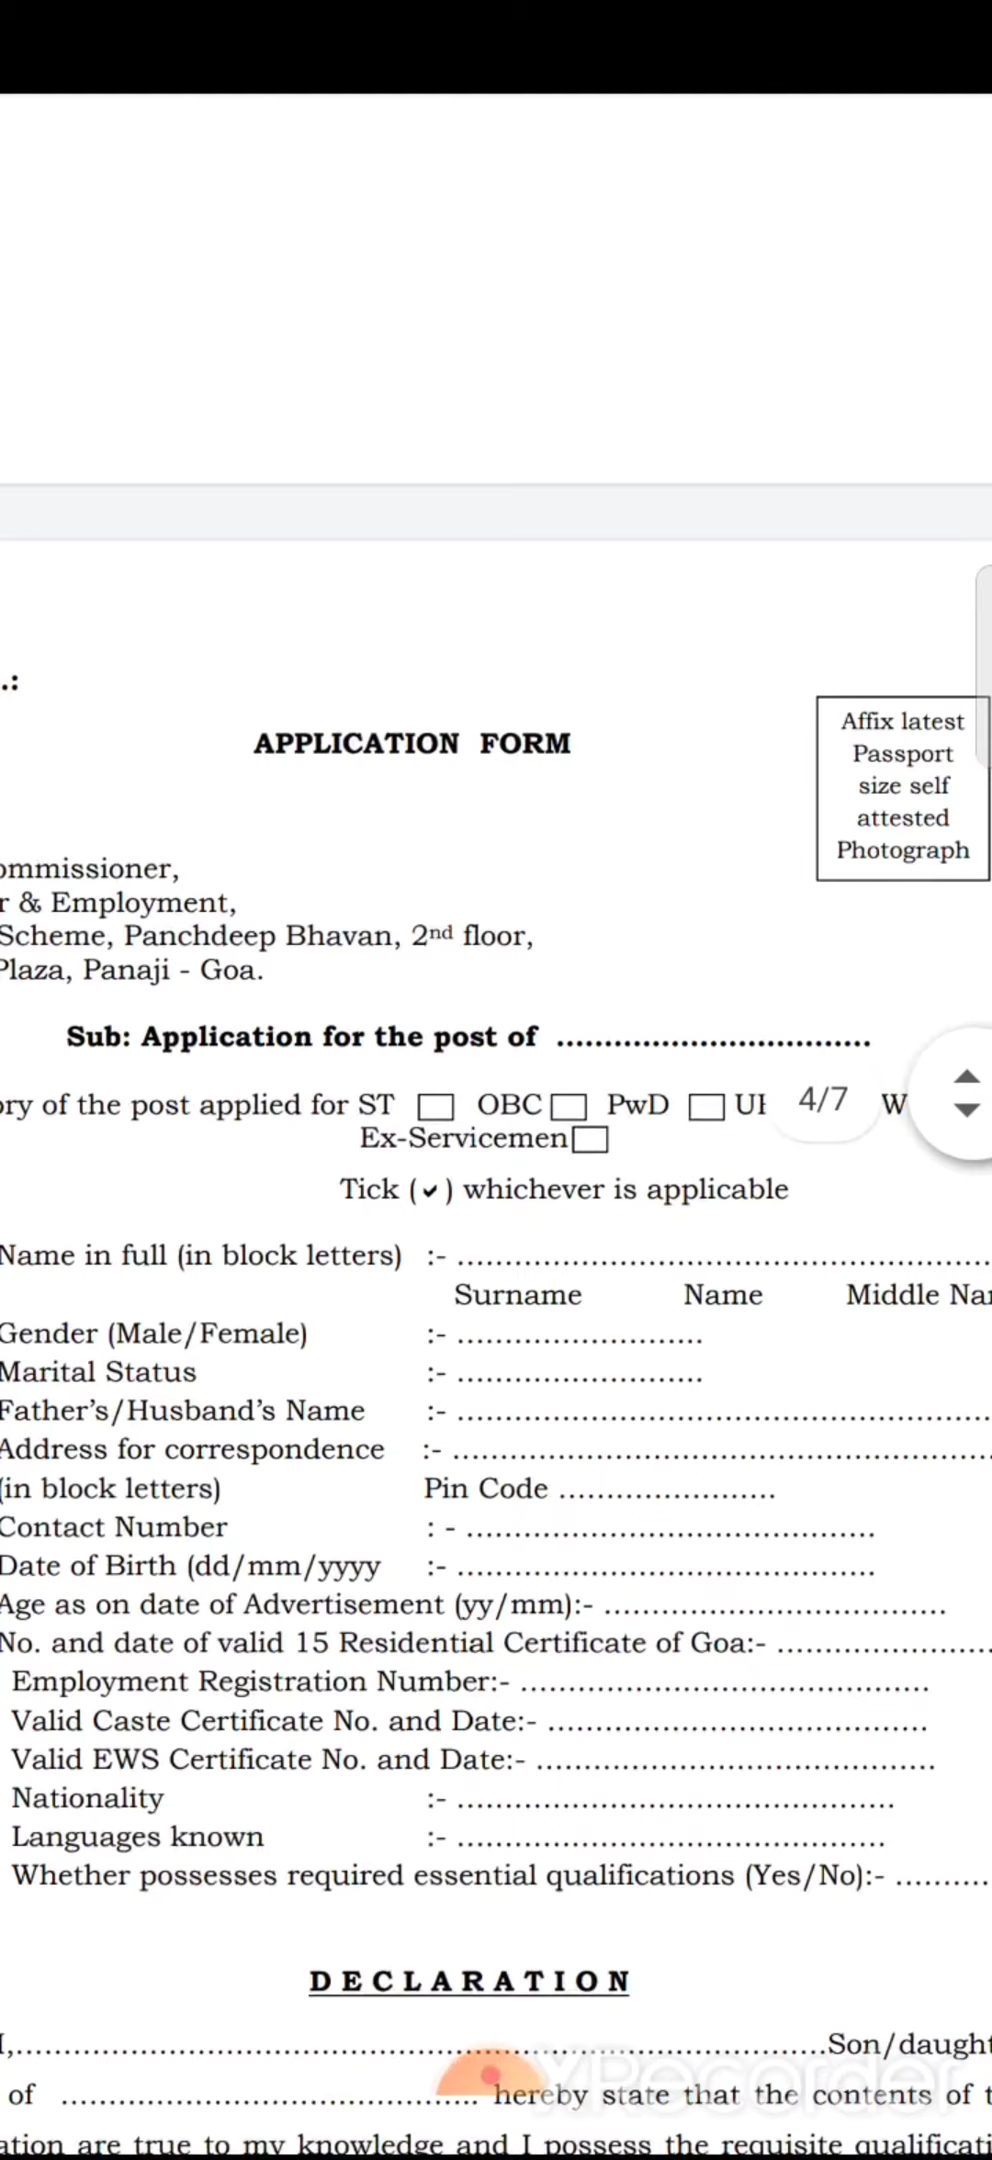 .:
APPLICATION FORM
Affix latest
Passport
size self
attested
Photograph
ommissioner,
r & Employment,
Scheme, Panchdeep Bhavan, 2nd floor,
Plaza, Panaji - Goa.
Sub: Application for the post of .................................
ory of the post applied for ST OBC PwD 4/7 W
Ex-Servicemen
Tick (✓) whichever is applicable
Name in full (in block letters) :- ........................................................
Surname Name Middle Nam
Gender (Male/Female) :- ..........................
Marital Status :- ..........................
Father's/Husband's Name :- ........................................................
Address for correspondence :- ........................................................
(in block letters) Pin Code .......................
Contact Number : - ...........................................
Date of Birth (dd/mm/yyyy :- ............................................
Age as on date of Advertisement (yy/mm):- ....................................
No. and date of valid 15 Residential Certificate of Goa:- .......................
Employment Registration Number:- ...........................................
Valid Caste Certificate No. and Date:- ........................................
Valid EWS Certificate No. and Date:- ..........................................
Nationality :- ..............................................
Languages known :- .............................................
Whether possesses required essential qualifications (Yes/No):- ..........
DECLARATION
I,......................................................................................Son/daught
of ............................................ hereby state that the contents of t
XRecorder
ation are true to my knowledge and I possess the requisite qualificati